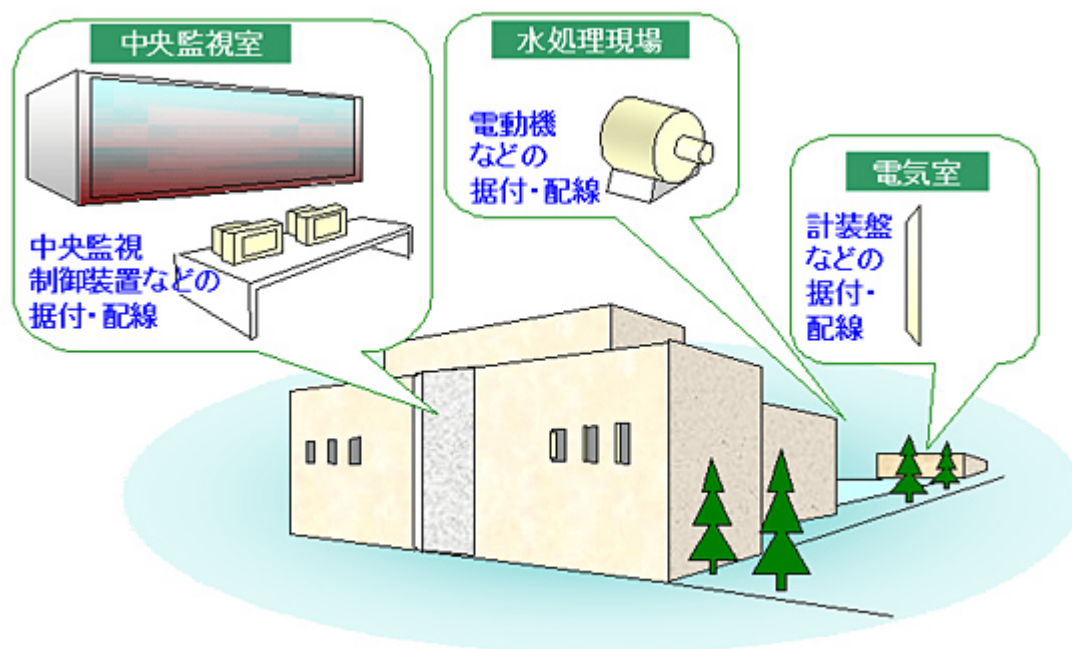 中央監視室
中央監視
制御装置などの
据付・配線
水処理現場
電動機
などの
据付・配線
電気室
計装盤
などの
据付・
配線